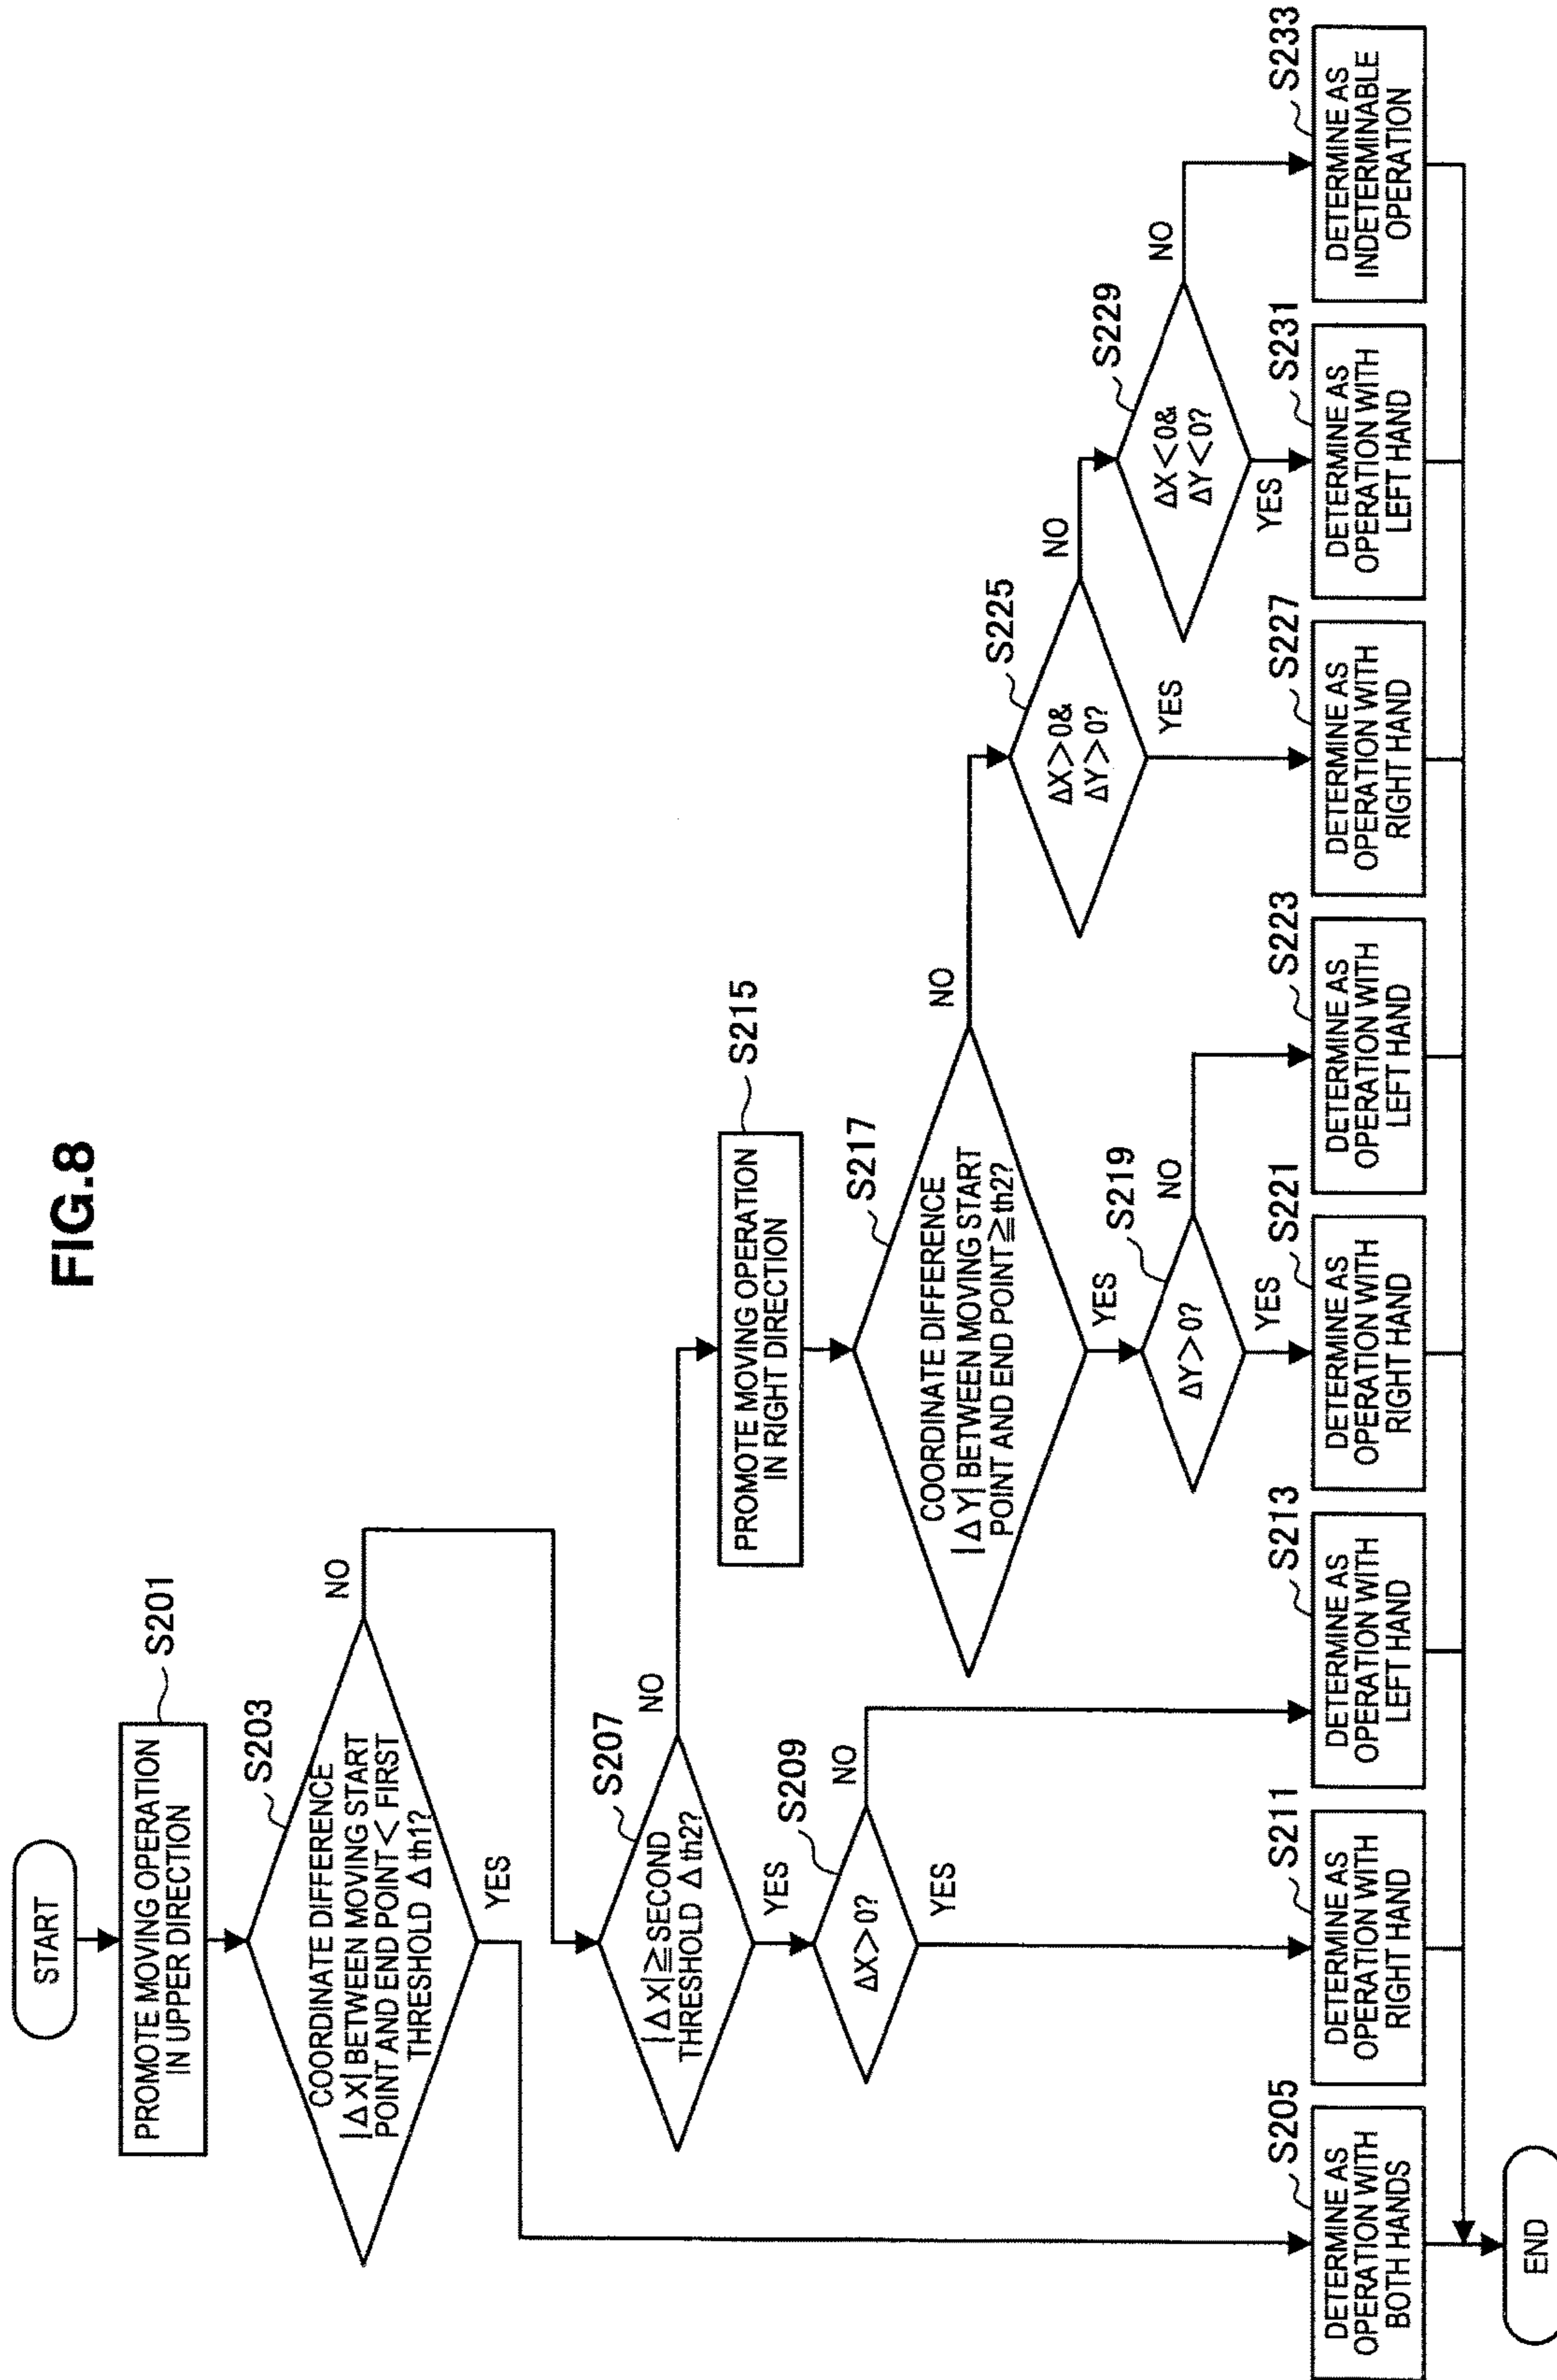 FIG.8
START
PROMOTE MOVING OPERATION
IN UPPER DIRECTION
S201
S203
COORDINATE DIFFERENCE
|ΔX| BETWEEN MOVING START
POINT AND END POINT < FIRST
THRESHOLD Δth1?
NO
YES
S207
|ΔX|≧SECOND
THRESHOLD Δth2?
NO
YES
S209
ΔX>0?
NO
YES
PROMOTE MOVING OPERATION
IN RIGHT DIRECTION
S215
S217
COORDINATE DIFFERENCE
|ΔY| BETWEEN MOVING START
POINT AND END POINT≧th2?
NO
YES
S219
ΔY>0?
NO
YES
S225
ΔX>0&
ΔY>0?
NO
YES
S229
ΔX<0&
ΔY<0?
NO
YES
S205
DETERMINE AS
OPERATION WITH
BOTH HANDS
S211
DETERMINE AS
OPERATION WITH
RIGHT HAND
S213
DETERMINE AS
OPERATION WITH
LEFT HAND
S221
DETERMINE AS
OPERATION WITH
RIGHT HAND
S223
DETERMINE AS
OPERATION WITH
LEFT HAND
S227
DETERMINE AS
OPERATION WITH
RIGHT HAND
S231
DETERMINE AS
OPERATION WITH
LEFT HAND
S233
DETERMINE AS
INDETERMINABLE
OPERATION
END